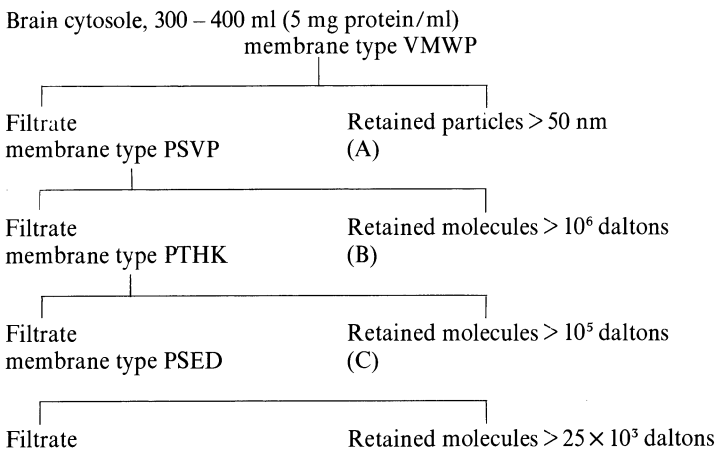 Brain cytosole, 300 – 400 ml (5 mg protein/ml)
membrane type VMWP
Filtrate Retained particles > 50 nm
membrane type PSVP (A)
Filtrate Retained molecules > 10⁶ daltons
membrane type PTHK (B)
Filtrate Retained molecules > 10⁵ daltons
membrane type PSED (C)
Filtrate Retained molecules > 25 × 10³ daltons